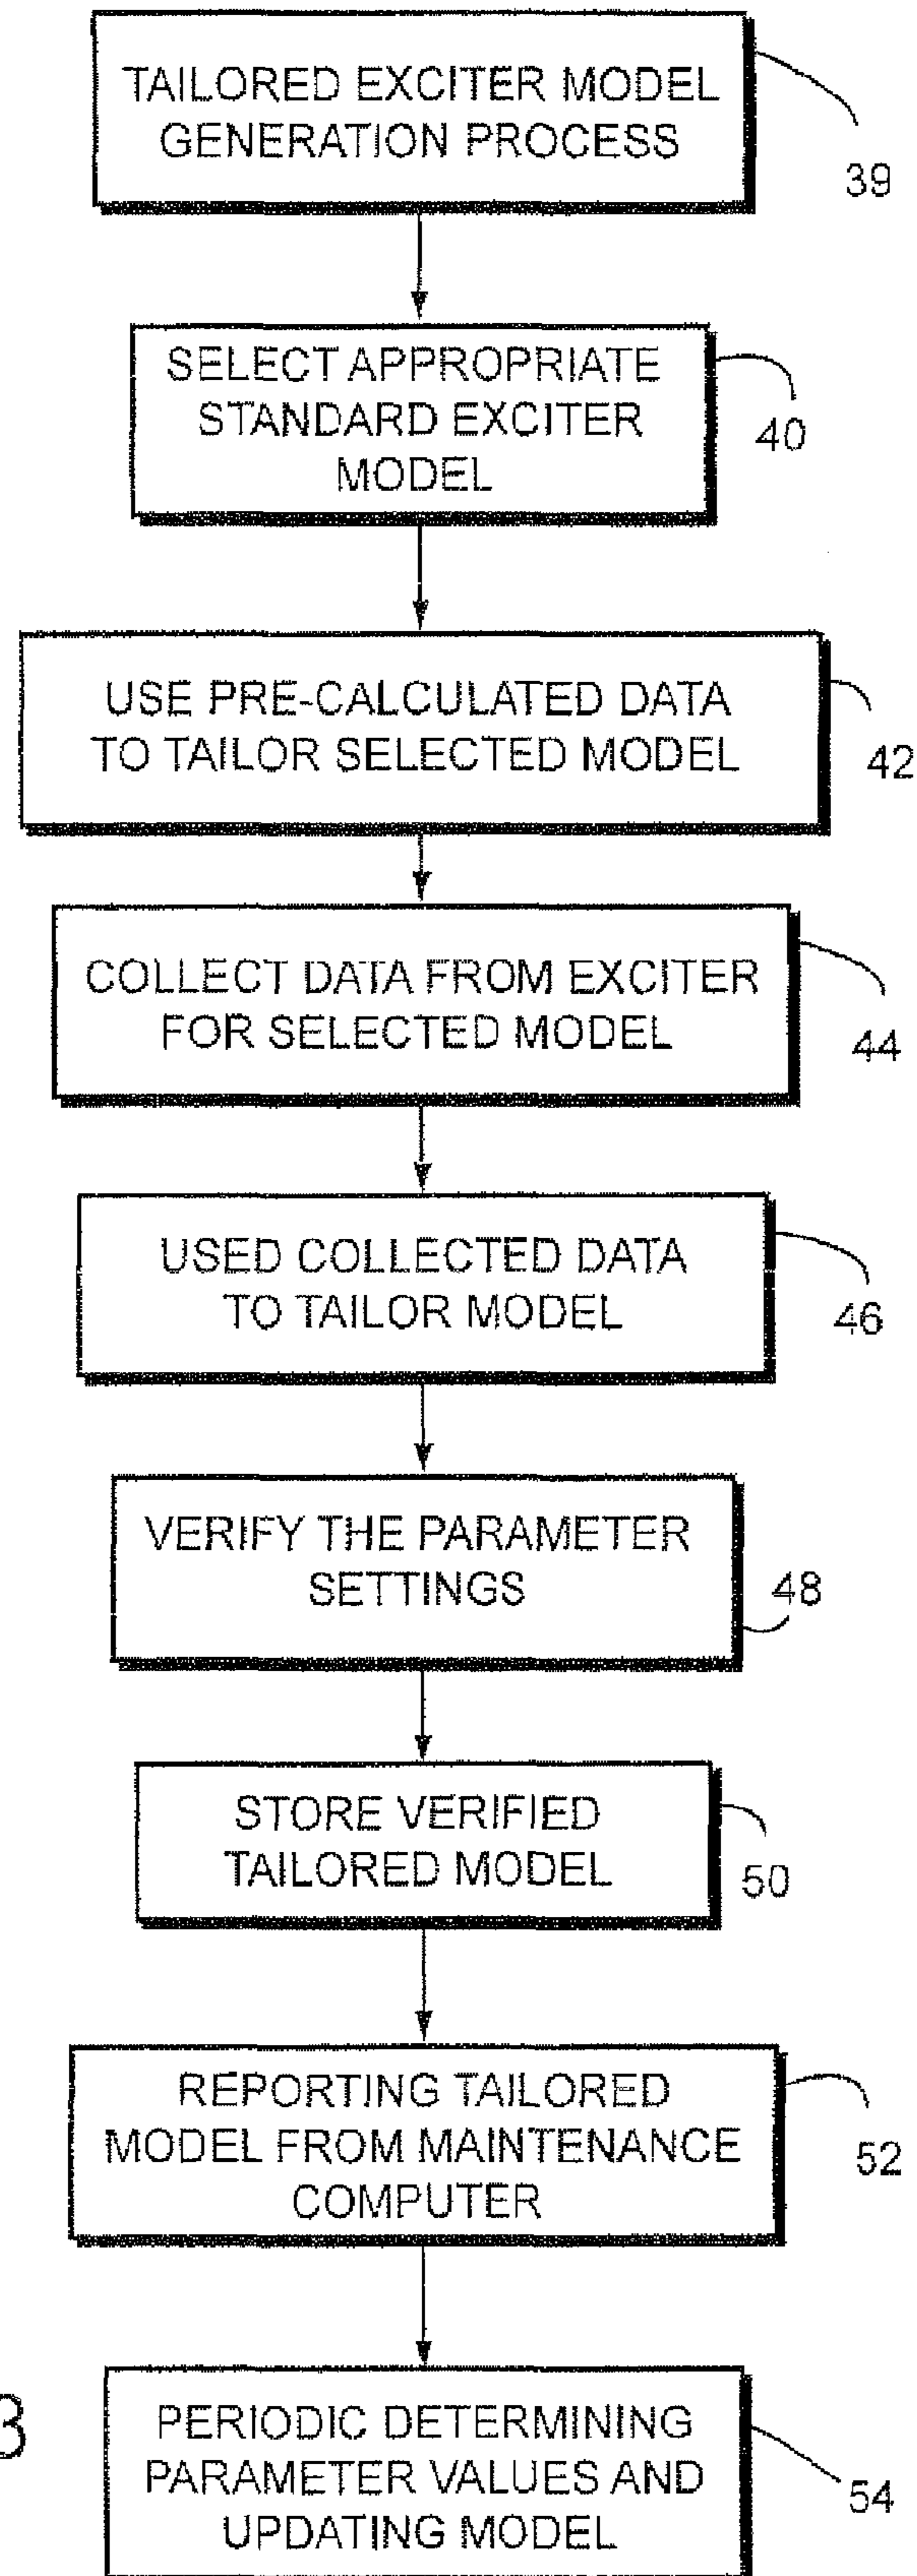 TAILORED EXCITER MODEL
GENERATION PROCESS
39
SELECT APPROPRIATE
STANDARD EXCITER
MODEL
40
USE PRE-CALCULATED DATA
TO TAILOR SELECTED MODEL
42
COLLECT DATA FROM EXCITER
FOR SELECTED MODEL
44
USED COLLECTED DATA
TO TAILOR MODEL
46
VERIFY THE PARAMETER
SETTINGS
48
STORE VERIFIED
TAILORED MODEL
50
REPORTING TAILORED
MODEL FROM MAINTENANCE
COMPUTER
52
3
PERIODIC DETERMINING
PARAMETER VALUES AND
UPDATING MODEL
54